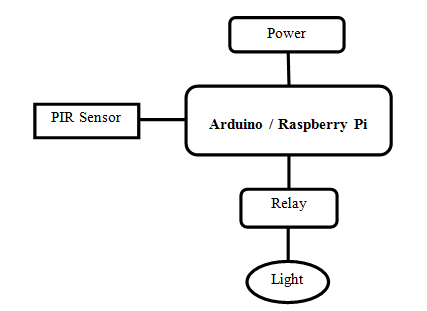 Power
PIR Sensor
Arduino / Raspberry Pi
Relay
Light